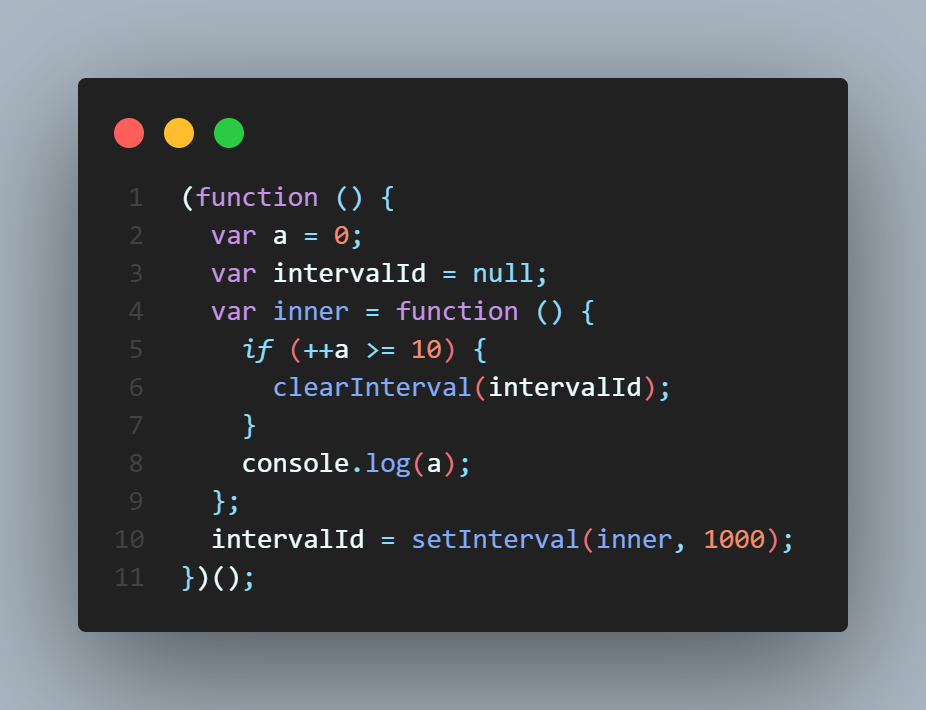 1 (function () {
2   var a = 0;
3   var intervalId = null;
4   var inner = function () {
5     if (++a >= 10) {
6       clearInterval(intervalId);
7     }
8     console.log(a);
9   };
10   intervalId = setInterval(inner, 1000);
11 })();